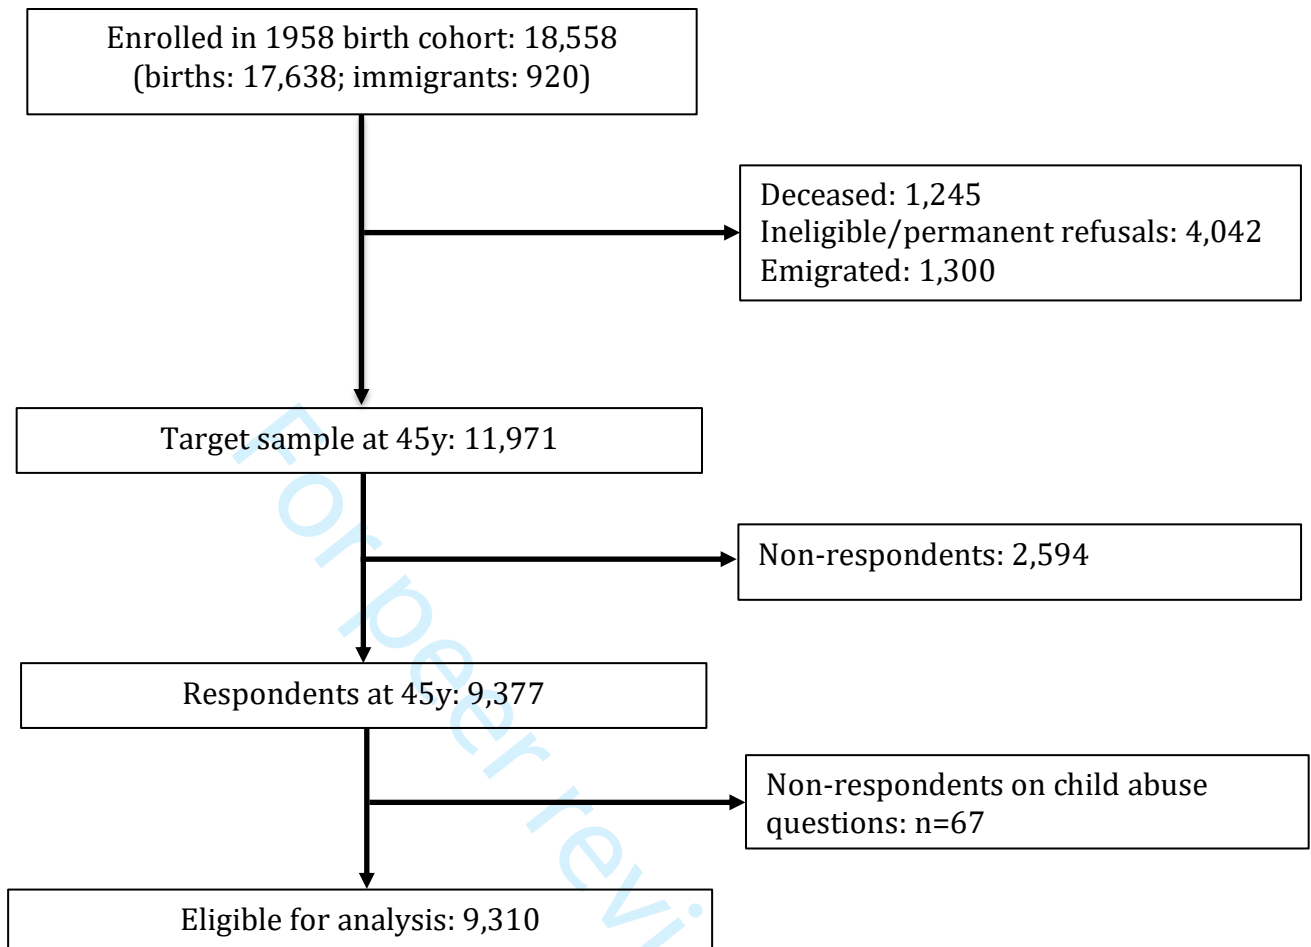 Enrolled in 1958 birth cohort: 18,558
(births: 17,638; immigrants: 920)
Deceased: 1,245
Ineligible/permanent refusals: 4,042
Emigrated: 1,300
Target sample at 45y: 11,971
Non-respondents: 2,594
Respondents at 45y: 9,377
Non-respondents on child abuse
questions: n=67
Eligible for analysis: 9,310
For peer revi